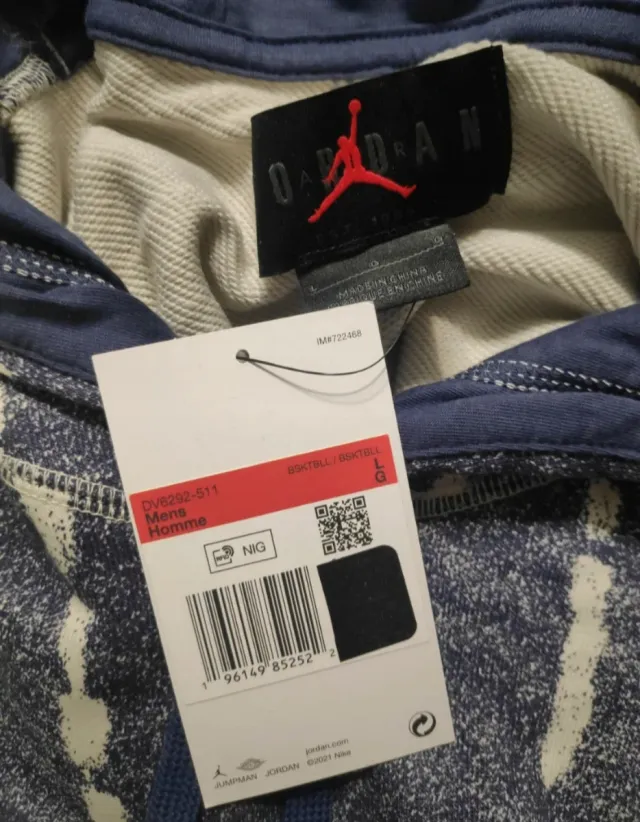 JORDAN
MADE IN CHINA
IM#722468
BSKTBLL / BSKTBLL
L
G
DV6292-511
Mens
Homme
RFID
NIG
1 96149 85252 2
jordan.com
©2021 Nike
JUMPMAN JORDAN